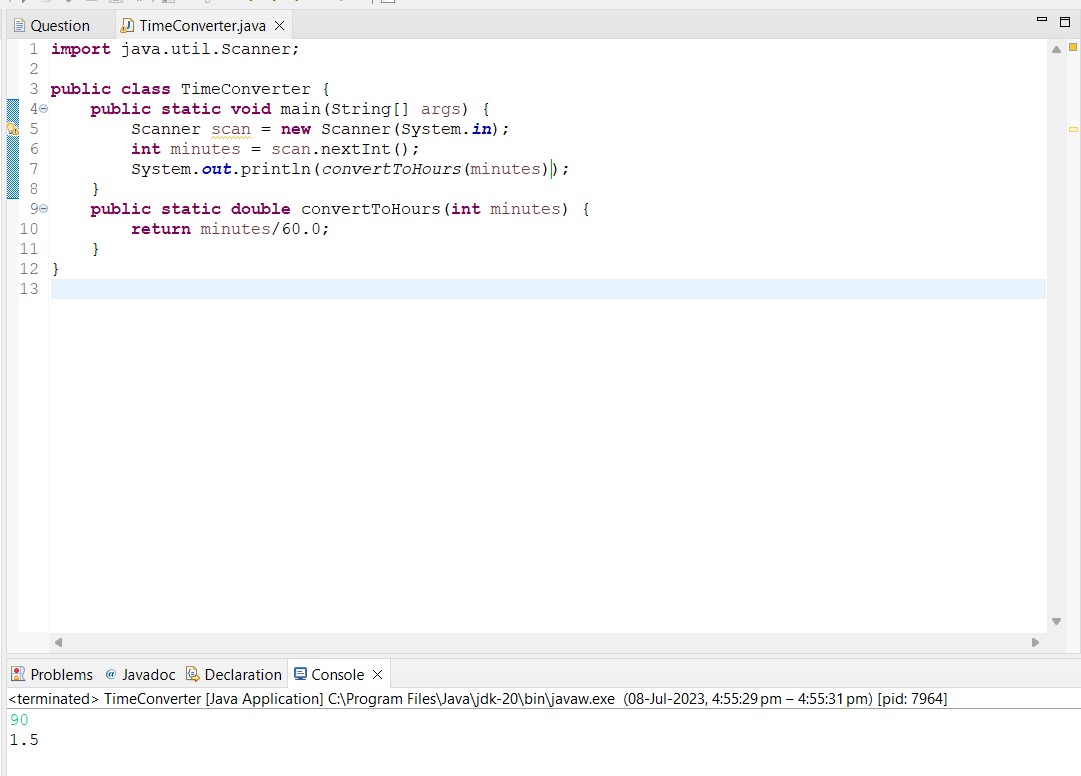 Question TimeConverter.java
1 import java.util.Scanner;
2
3 public class TimeConverter {
4     public static void main(String[] args) {
5         Scanner scan = new Scanner(System.in);
6         int minutes = scan.nextInt();
7         System.out.println(convertToHours(minutes));
8     }
9     public static double convertToHours(int minutes) {
10         return minutes/60.0;
11     }
12 }
13
Problems @ Javadoc Declaration Console
<terminated> TimeConverter [Java Application] C:\Program Files\Java\jdk-20\bin\javaw.exe (08-Jul-2023, 4:55:29 pm – 4:55:31 pm) [pid: 7964]
90
1.5